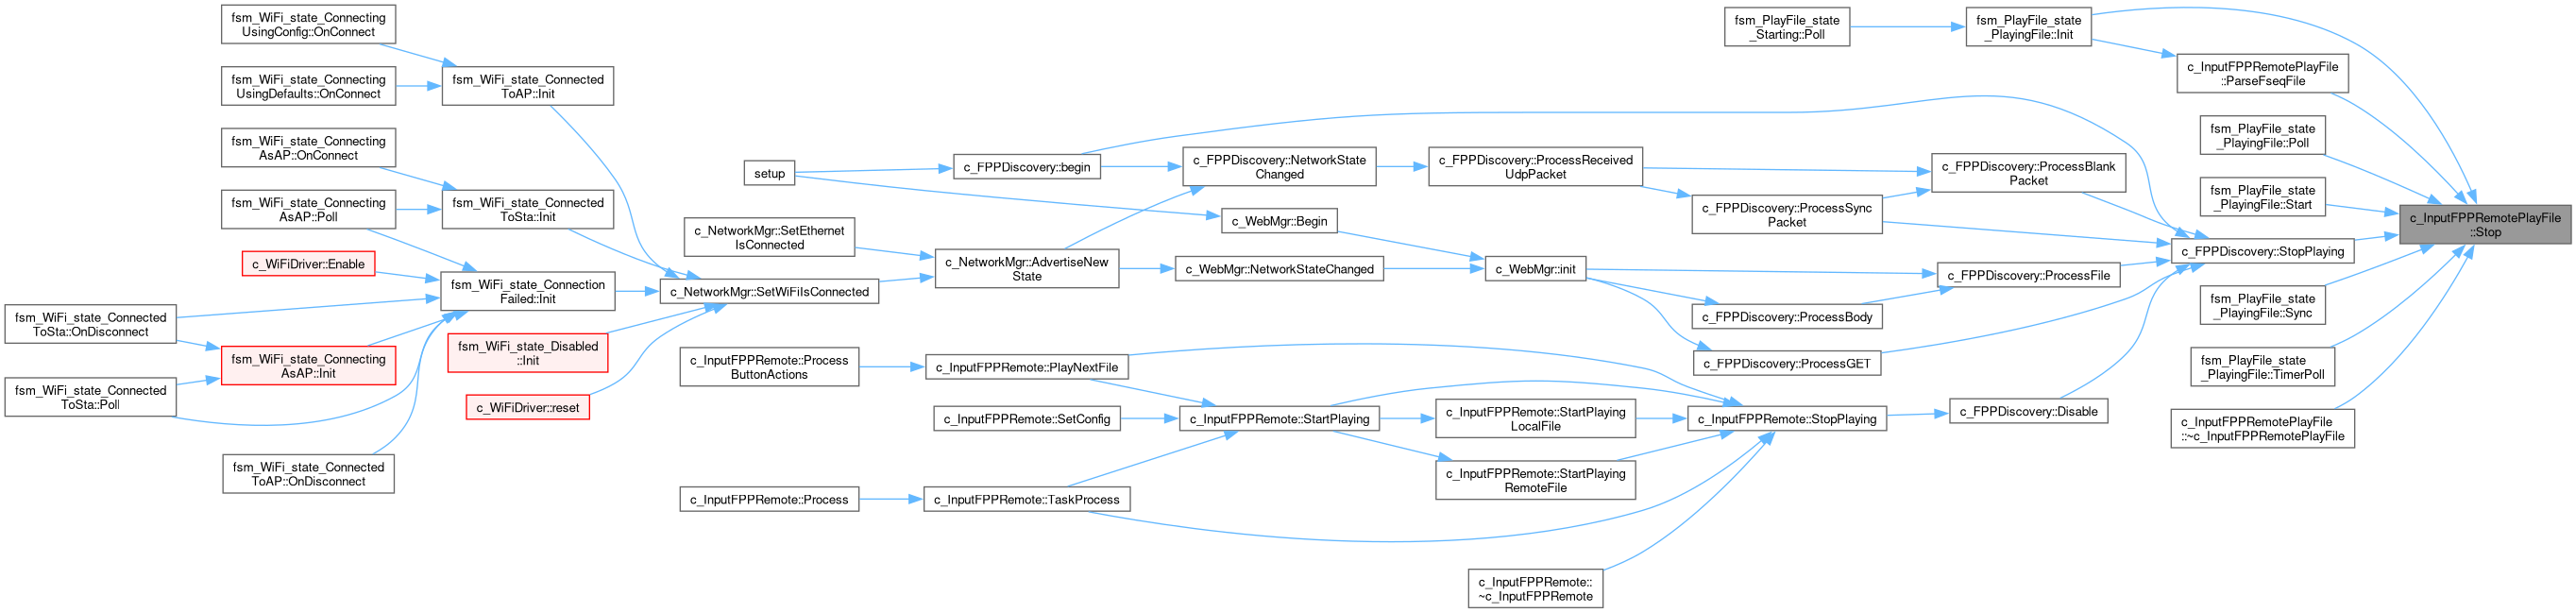 fsm_WiFi_state_Connecting
UsingConfig::OnConnect
fsm_WiFi_state_Connecting
UsingDefaults::OnConnect
fsm_WiFi_state_Connecting
AsAP::OnConnect
fsm_WiFi_state_Connecting
AsAP::Poll
c_WiFiDriver::Enable
fsm_WiFi_state_Connected
ToSta::OnDisconnect
fsm_WiFi_state_Connecting
AsAP::Init
fsm_WiFi_state_Connected
ToSta::Poll
fsm_WiFi_state_Connected
ToAP::OnDisconnect
fsm_WiFi_state_Connected
ToAP::Init
fsm_WiFi_state_Connected
ToSta::Init
fsm_WiFi_state_Connection
Failed::Init
fsm_WiFi_state_Disabled
::Init
c_WiFiDriver::reset
setup
c_NetworkMgr::SetEthernet
IsConnected
c_NetworkMgr::SetWiFiIsConnected
c_InputFPPRemote::Process
ButtonActions
c_InputFPPRemote::Process
c_FPPDiscovery::begin
c_NetworkMgr::AdvertiseNew
State
c_InputFPPRemote::PlayNextFile
c_InputFPPRemote::SetConfig
c_InputFPPRemote::TaskProcess
c_FPPDiscovery::NetworkState
Changed
c_WebMgr::Begin
c_WebMgr::NetworkStateChanged
c_InputFPPRemote::StartPlaying
c_FPPDiscovery::ProcessReceived
UdpPacket
c_WebMgr::init
c_InputFPPRemote::StartPlaying
LocalFile
c_InputFPPRemote::StartPlaying
RemoteFile
c_InputFPPRemote::
~c_InputFPPRemote
fsm_PlayFile_state
_Starting::Poll
c_FPPDiscovery::ProcessSync
Packet
c_FPPDiscovery::ProcessBody
c_FPPDiscovery::ProcessGET
c_InputFPPRemote::StopPlaying
fsm_PlayFile_state
_PlayingFile::Init
c_FPPDiscovery::ProcessBlank
Packet
c_FPPDiscovery::ProcessFile
c_FPPDiscovery::Disable
c_InputFPPRemotePlayFile
::ParseFseqFile
fsm_PlayFile_state
_PlayingFile::Poll
fsm_PlayFile_state
_PlayingFile::Start
c_FPPDiscovery::StopPlaying
fsm_PlayFile_state
_PlayingFile::Sync
fsm_PlayFile_state
_PlayingFile::TimerPoll
c_InputFPPRemotePlayFile
::~c_InputFPPRemotePlayFile
c_InputFPPRemotePlayFile
::Stop